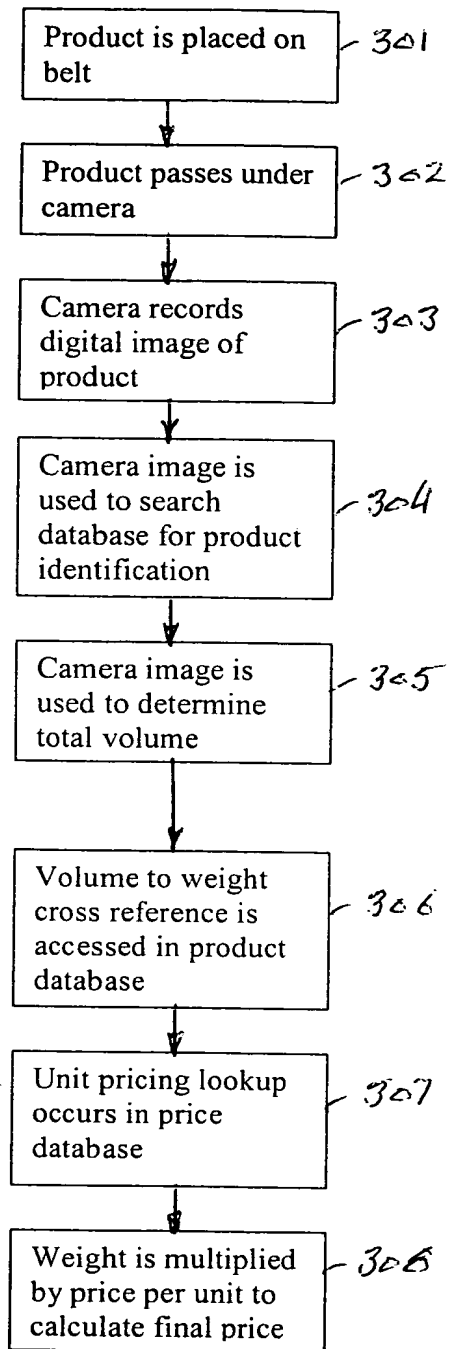 Product is placed on 301
belt
Product passes under 302
camera
Camera records 303
digital image of
product
Camera image is
used to search 304
database for product
identification
Camera image is 305
used to determine
total volume
Volume to weight
cross reference is 306
accessed in product
database
Unit pricing lookup 307
occurs in price
database
Weight is multiplied 308
by price per unit to
calculate final price